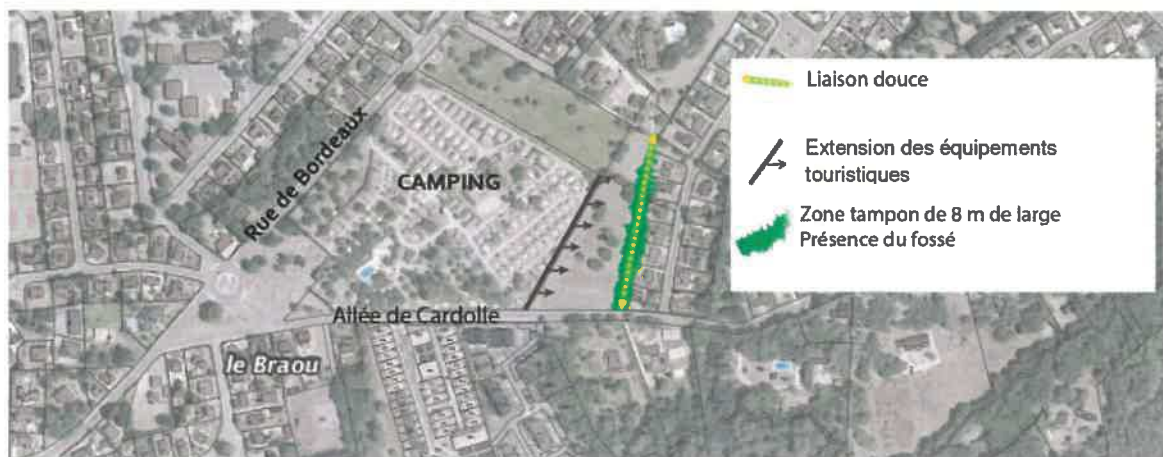 Liaison douce
Extension des équipements
touristiques
Zone tampon de 8 m de large
Présence du fossé
Rue de Bordeaux
CAMPING
Allée de Cardolle
le Braou